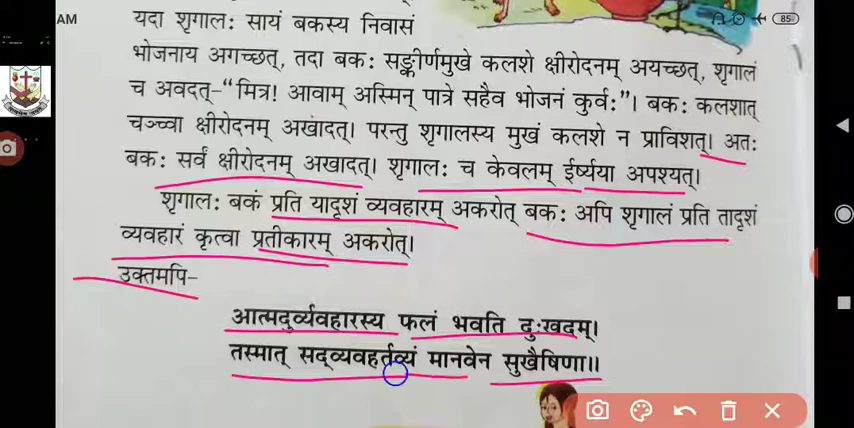 AM
85
यदा शृगालः सायं बकस्य निवासं
भोजनाय अगच्छत्, तदा बकः सङ्कीर्णमुखे कलशे क्षीरोदनम् अयच्छत्, शृगालं
च अवदत्-“मित्र! आवाम् अस्मिन् पात्रे सहैव भोजनं कुर्वः”। बकः कलशात्
चञ्च्वा क्षीरोदनम् अखादत्। परन्तु शृगालस्य मुखं कलशे न प्राविशत्। अतः
बकः सर्वं क्षीरोदनम् अखादत्। शृगालः च केवलम् ईर्ष्यया अपश्यत्।
शृगालः बकं प्रति यादृशं व्यवहारम् अकरोत् बकः अपि शृगालं प्रति तादृशं
व्यवहारं कृत्वा प्रतीकारम् अकरोत्।
उक्तमपि-
आत्मदुर्व्यवहारस्य फलं भवति दुःखदम्।
तस्मात् सद्व्यवहर्तव्यं मानवेन सुखैषिणा॥